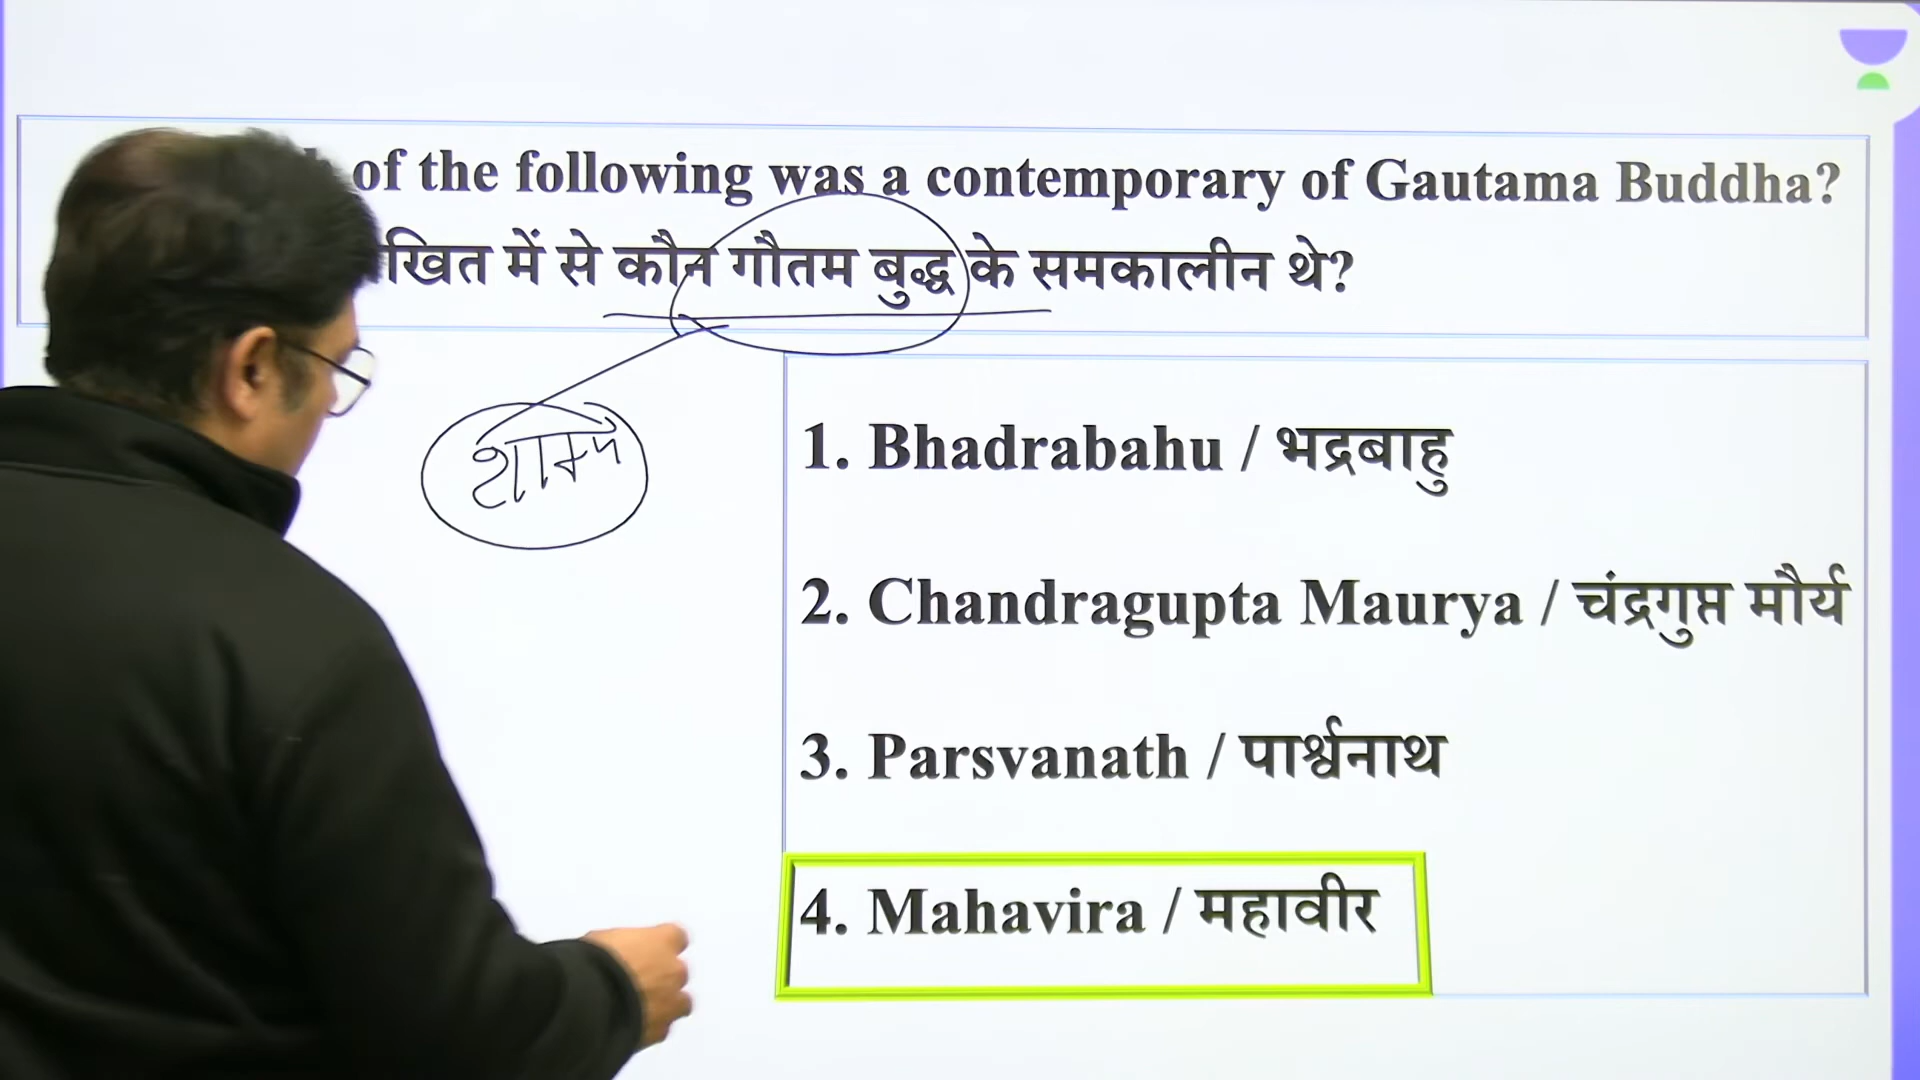 of the following was a contemporary of Gautama Buddha?
में से कौन गौतम बुद्ध के समकालीन थे?
1. Bhadrabahu / भद्रबाहु
2. Chandragupta Maurya / चंद्रगुप्त मौर्य
3. Parsvanath / पार्श्वनाथ
4. Mahavira / महावीर